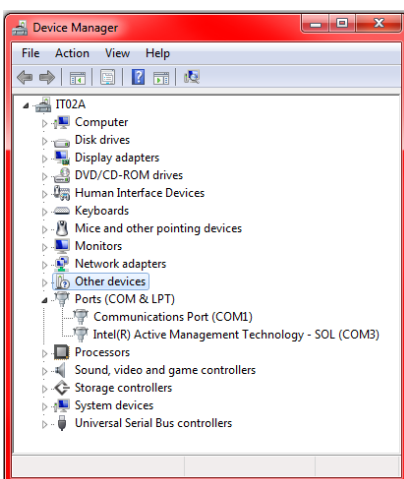 Device Manager
File Action View Help
IT02A
Computer
Disk drives
Display adapters
DVD/CD-ROM drives
Human Interface Devices
Keyboards
Mice and other pointing devices
Monitors
Network adapters
Other devices
Ports (COM & LPT)
Communications Port (COM1)
Intel(R) Active Management Technology - SOL (COM3)
Processors
Sound, video and game controllers
Storage controllers
System devices
Universal Serial Bus controllers